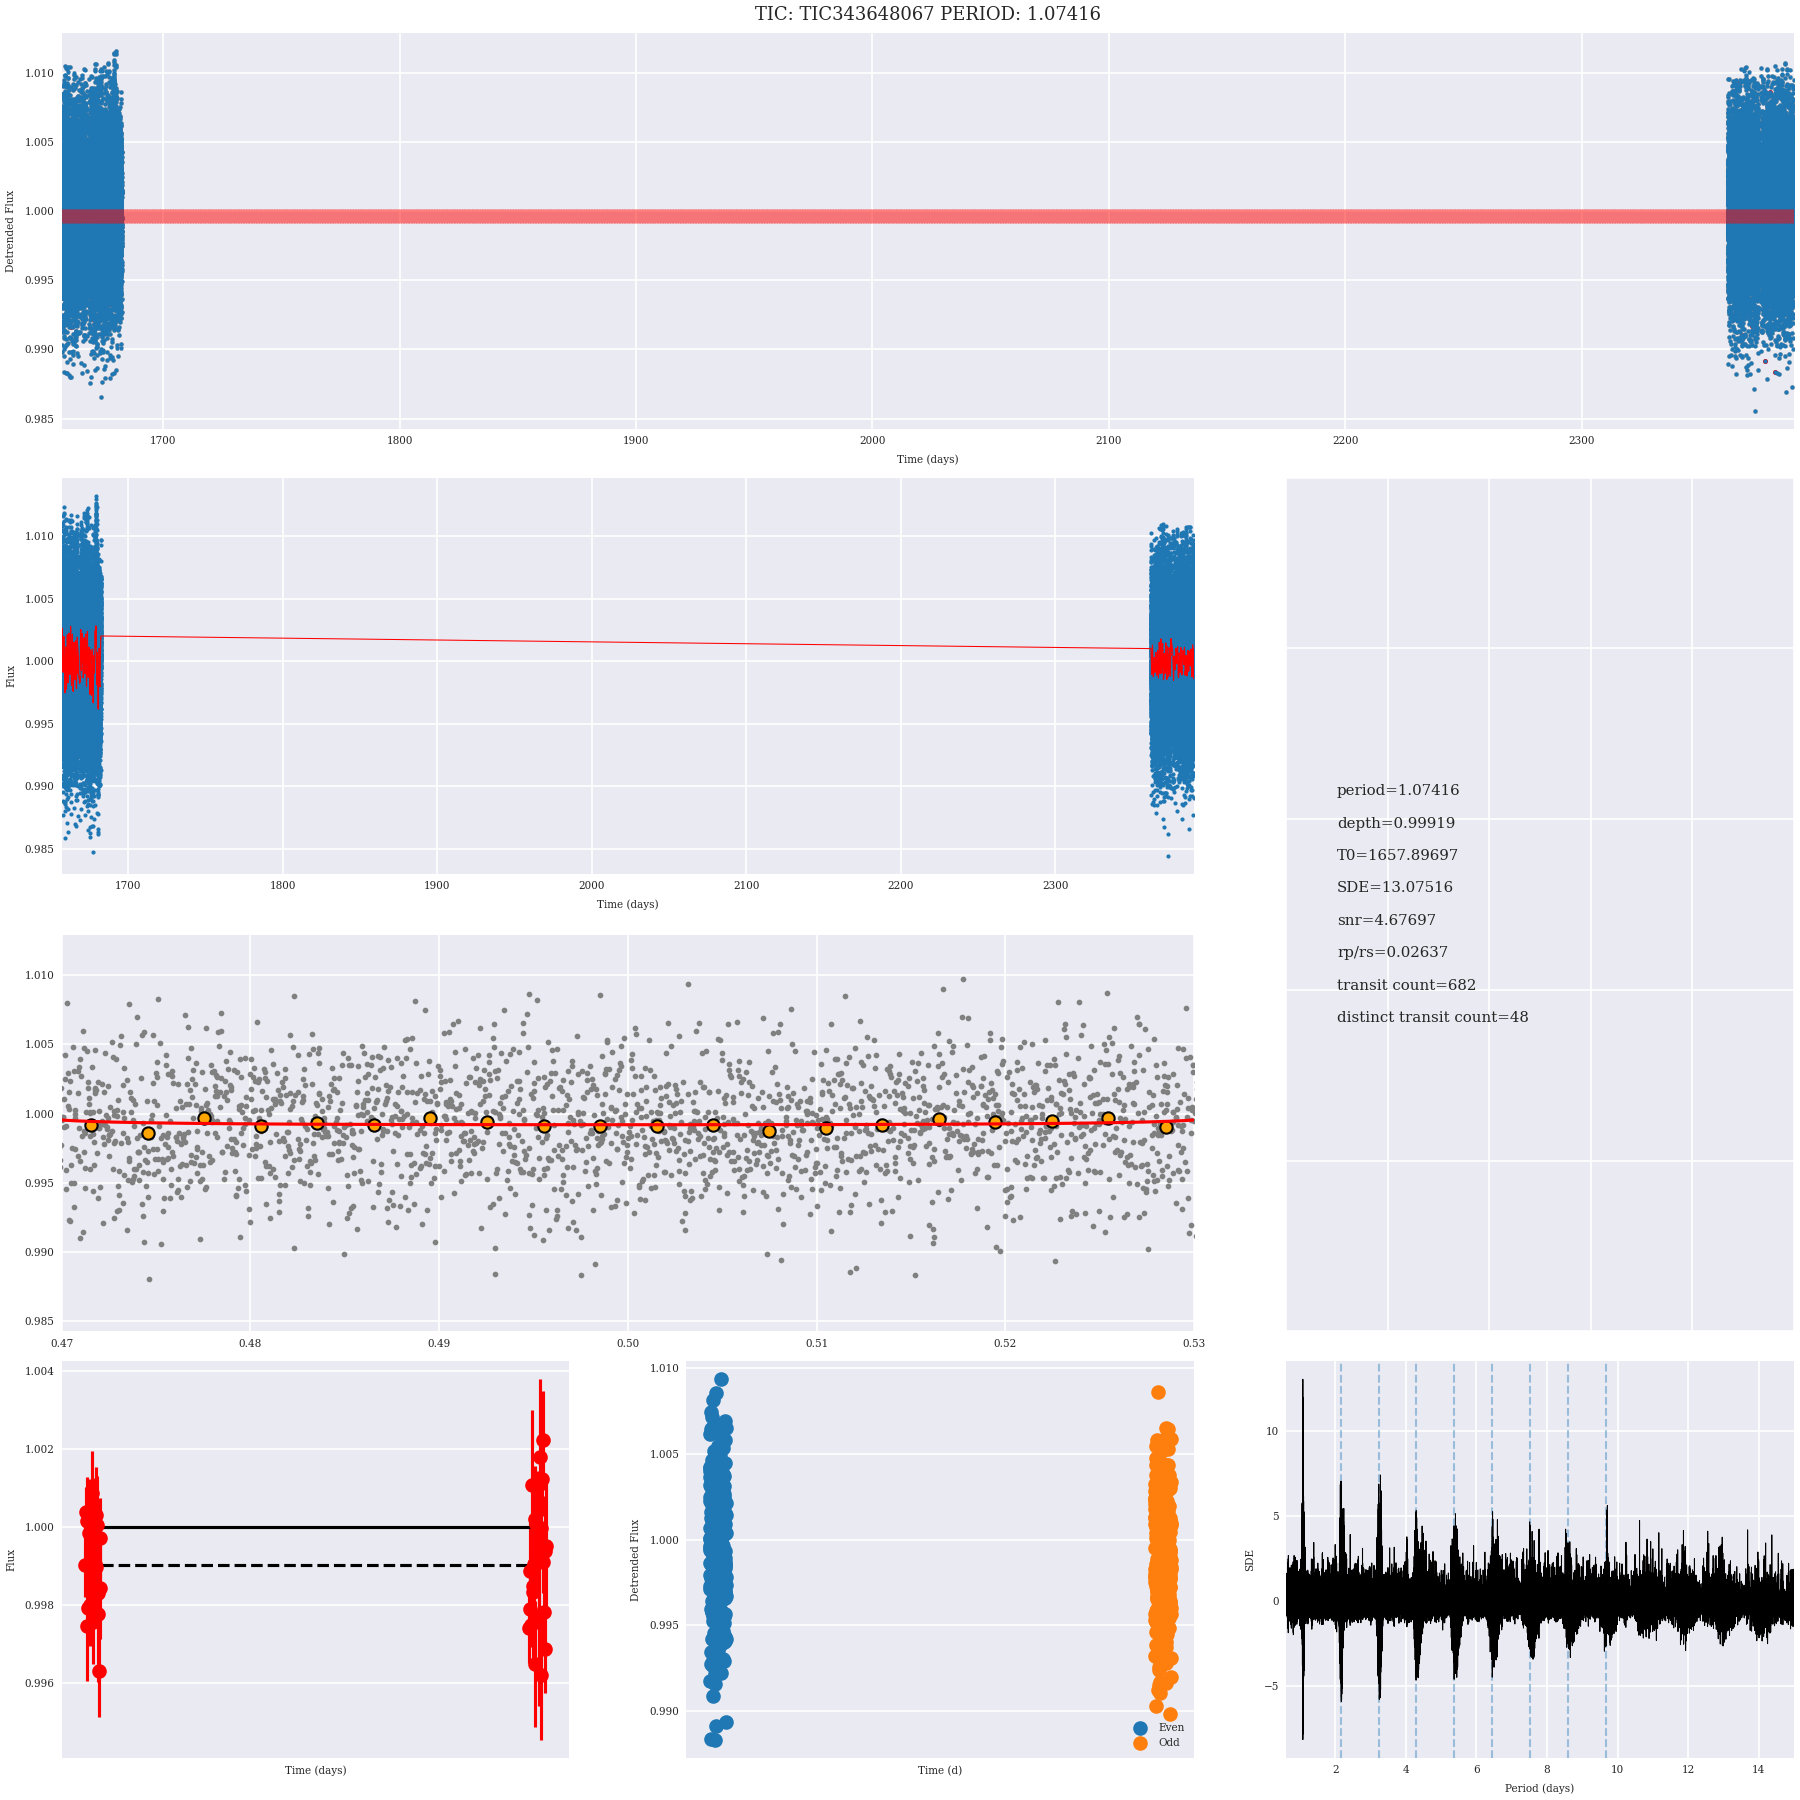 TIC: TIC343648067 PERIOD: 1.07416
1.010
1.005
1.000
0.995
0.990
0.985
Detrended Flux
1700 1800 1900 2000 2100 2200 2300
Time (days)
1.010
1.005
1.000
0.995
0.990
0.985
Flux
1700 1800 1900 2000 2100 2200 2300
Time (days)
period=1.07416
depth=0.99919
T0=1657.89697
SDE=13.07516
snr=4.67697
rp/rs=0.02637
transit count=682
distinct transit count=48
1.010
1.005
1.000
0.995
0.990
0.985
0.47 0.48 0.49 0.50 0.51 0.52 0.53
1.004
1.002
1.000
0.998
0.996
Flux
Time (days)
1.010
1.005
1.000
0.995
0.990
Detrended Flux
Even
Odd
Time (d)
10
5
0
−5
SDE
2 4 6 8 10 12 14
Period (days)